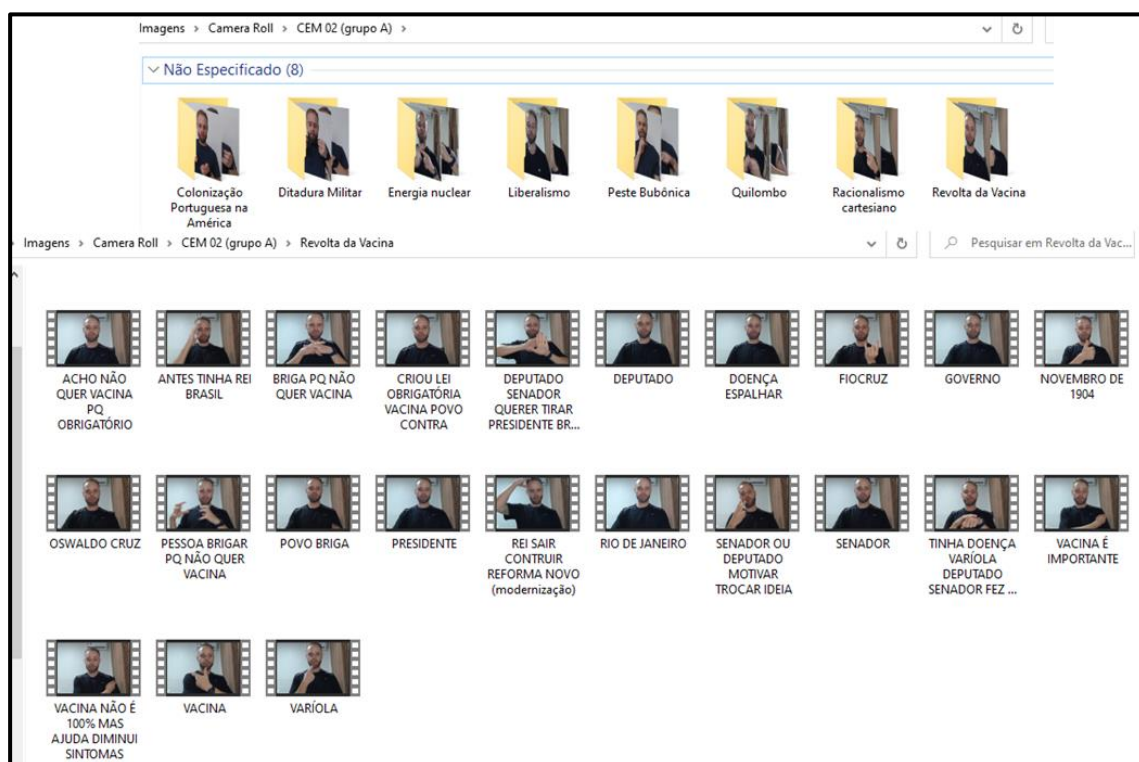 Imagens > Camera Roll > CEM 02 (grupo A) >
Não Especificado (8)
Colonização
Portuguesa na
América
Ditadura Militar
Energia nuclear
Liberalismo
Peste Bubônica
Quilombo
Racionalismo
cartesiano
Revolta da Vacina
Imagens > Camera Roll > CEM 02 (grupo A) > Revolta da Vacina
Pesquisar em Revolta da Vac...
ACHO NÃO
QUER VACINA
PQ
OBRIGATÓRIO
ANTES TINHA REI
BRASIL
BRIGA PQ NÃO
QUER VACINA
CRIOU LEI
OBRIGATÓRIA
VACINA POVO
CONTRA
DEPUTADO
SENADOR
QUERER TIRAR
PRESIDENTE BR...
DEPUTADO
DOENÇA
ESPALHAR
FIOCRUZ
GOVERNO
NOVEMBRO DE
1904
OSWALDO CRUZ
PESSOA BRIGAR
PQ NÃO QUER
VACINA
POVO BRIGA
PRESIDENTE
REI SAIR
CONTRUIR
REFORMA NOVO
(modernização)
RIO DE JANEIRO
SENADOR OU
DEPUTADO
MOTIVAR
TROCAR IDEIA
SENADOR
TINHA DOENÇA
VARÍOLA
DEPUTADO
SENADOR FEZ ...
VACINA É
IMPORTANTE
VACINA NÃO É
100% MAS
AJUDA DIMINUI
SINTOMAS
VACINA
VARÍOLA